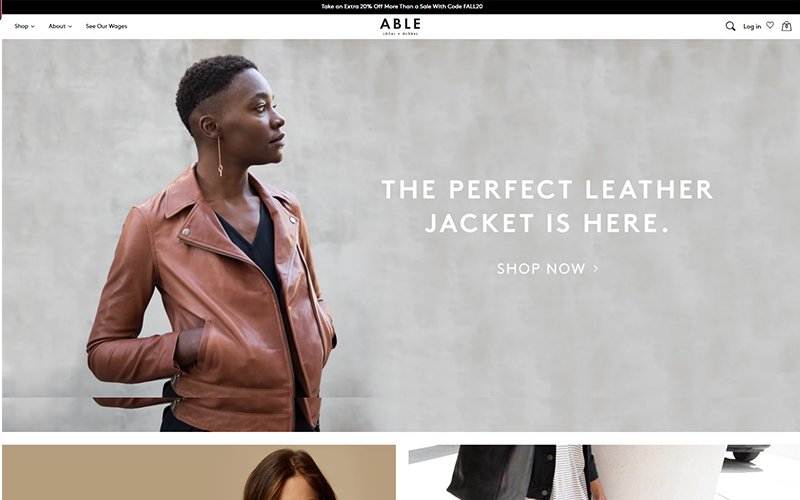 Take an Extra 20% Off More Than a Sale With Code FALL20
Shop About See Our Wages
ABLE
LOCAL + GLOBAL
Log in
0
THE PERFECT LEATHER
JACKET IS HERE.
SHOP NOW >